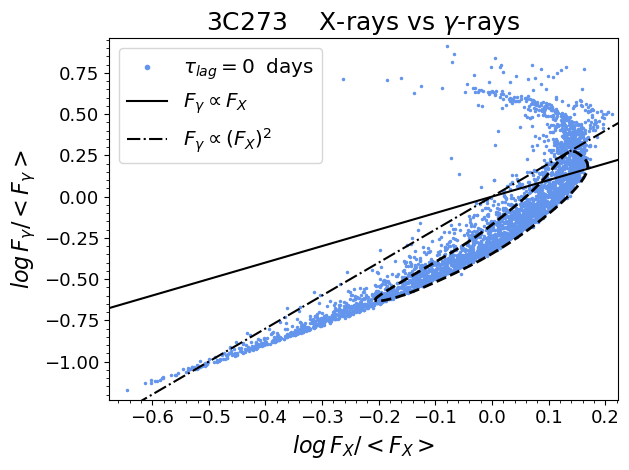 3C273    X-rays vs γ-rays
τ_lag = 0 days
F_γ ∝ F_X
F_γ ∝ (F_X)^2
log F_γ / < F_γ >
0.75
0.50
0.25
0.00
−0.25
−0.50
−0.75
−1.00
−0.6 −0.5 −0.4 −0.3 −0.2 −0.1 0.0 0.1 0.2
log F_X / < F_X >